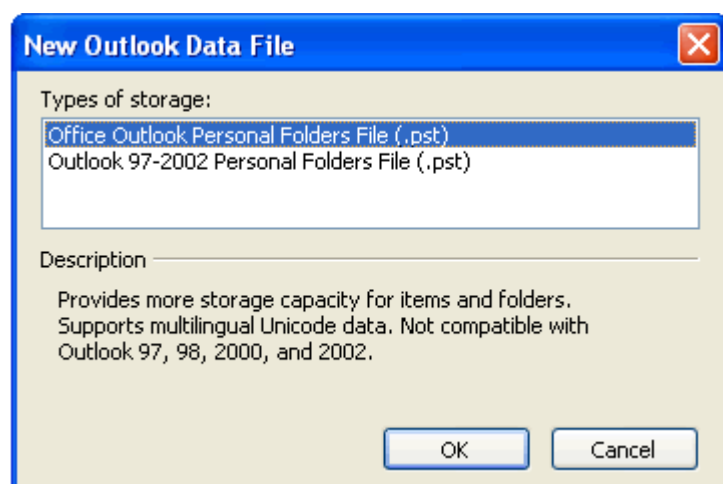 New Outlook Data File
Types of storage:
Office Outlook Personal Folders File (.pst)
Outlook 97-2002 Personal Folders File (.pst)
Description
Provides more storage capacity for items and folders.
Supports multilingual Unicode data. Not compatible with
Outlook 97, 98, 2000, and 2002.
OK
Cancel